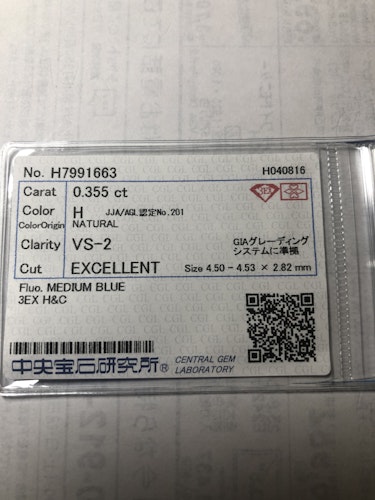 No. H7991663 H040816
Carat 0.355 ct
Color H JJA/AGL認定No.201
ColorOrigin NATURAL
Clarity VS-2 GIAグレーディング
システムに準拠
Cut EXCELLENT Size 4.50 - 4.53 × 2.82 mm
Fluo. MEDIUM BLUE
3EX H&C
中央宝石研究所® CENTRAL GEM
LABORATORY